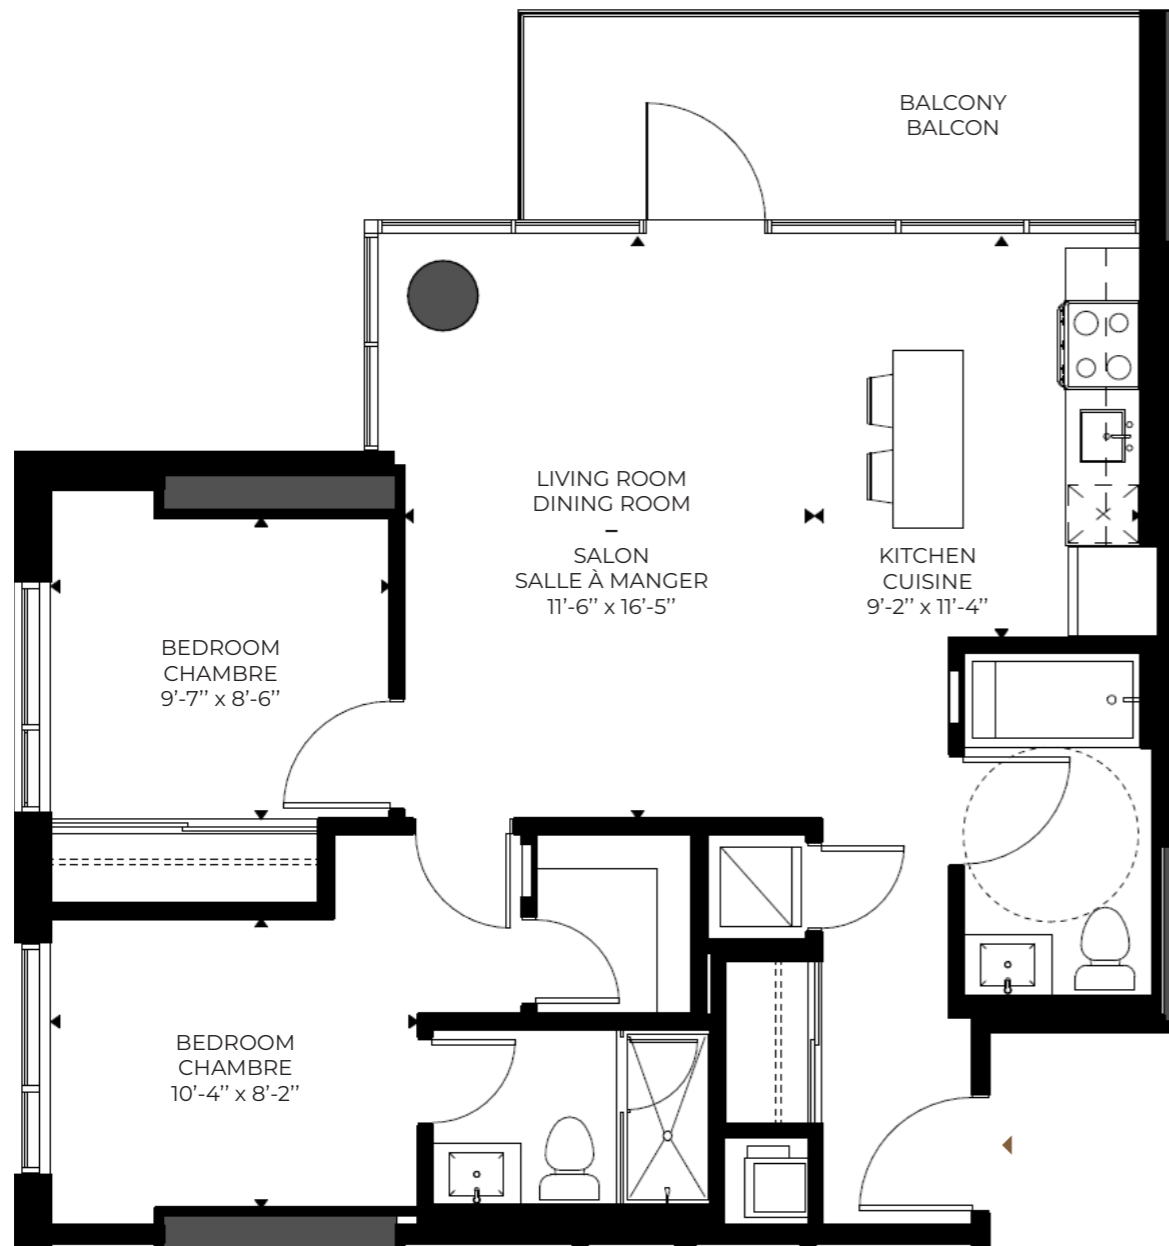 BALCONY
BALCON
LIVING ROOM
DINING ROOM
–
SALON
SALLE À MANGER
11’-6’’ x 16’-5’’
KITCHEN
CUISINE
9’-2’’ x 11’-4’’
BEDROOM
CHAMBRE
9’-7’’ x 8’-6’’
BEDROOM
CHAMBRE
10’-4’’ x 8’-2’’